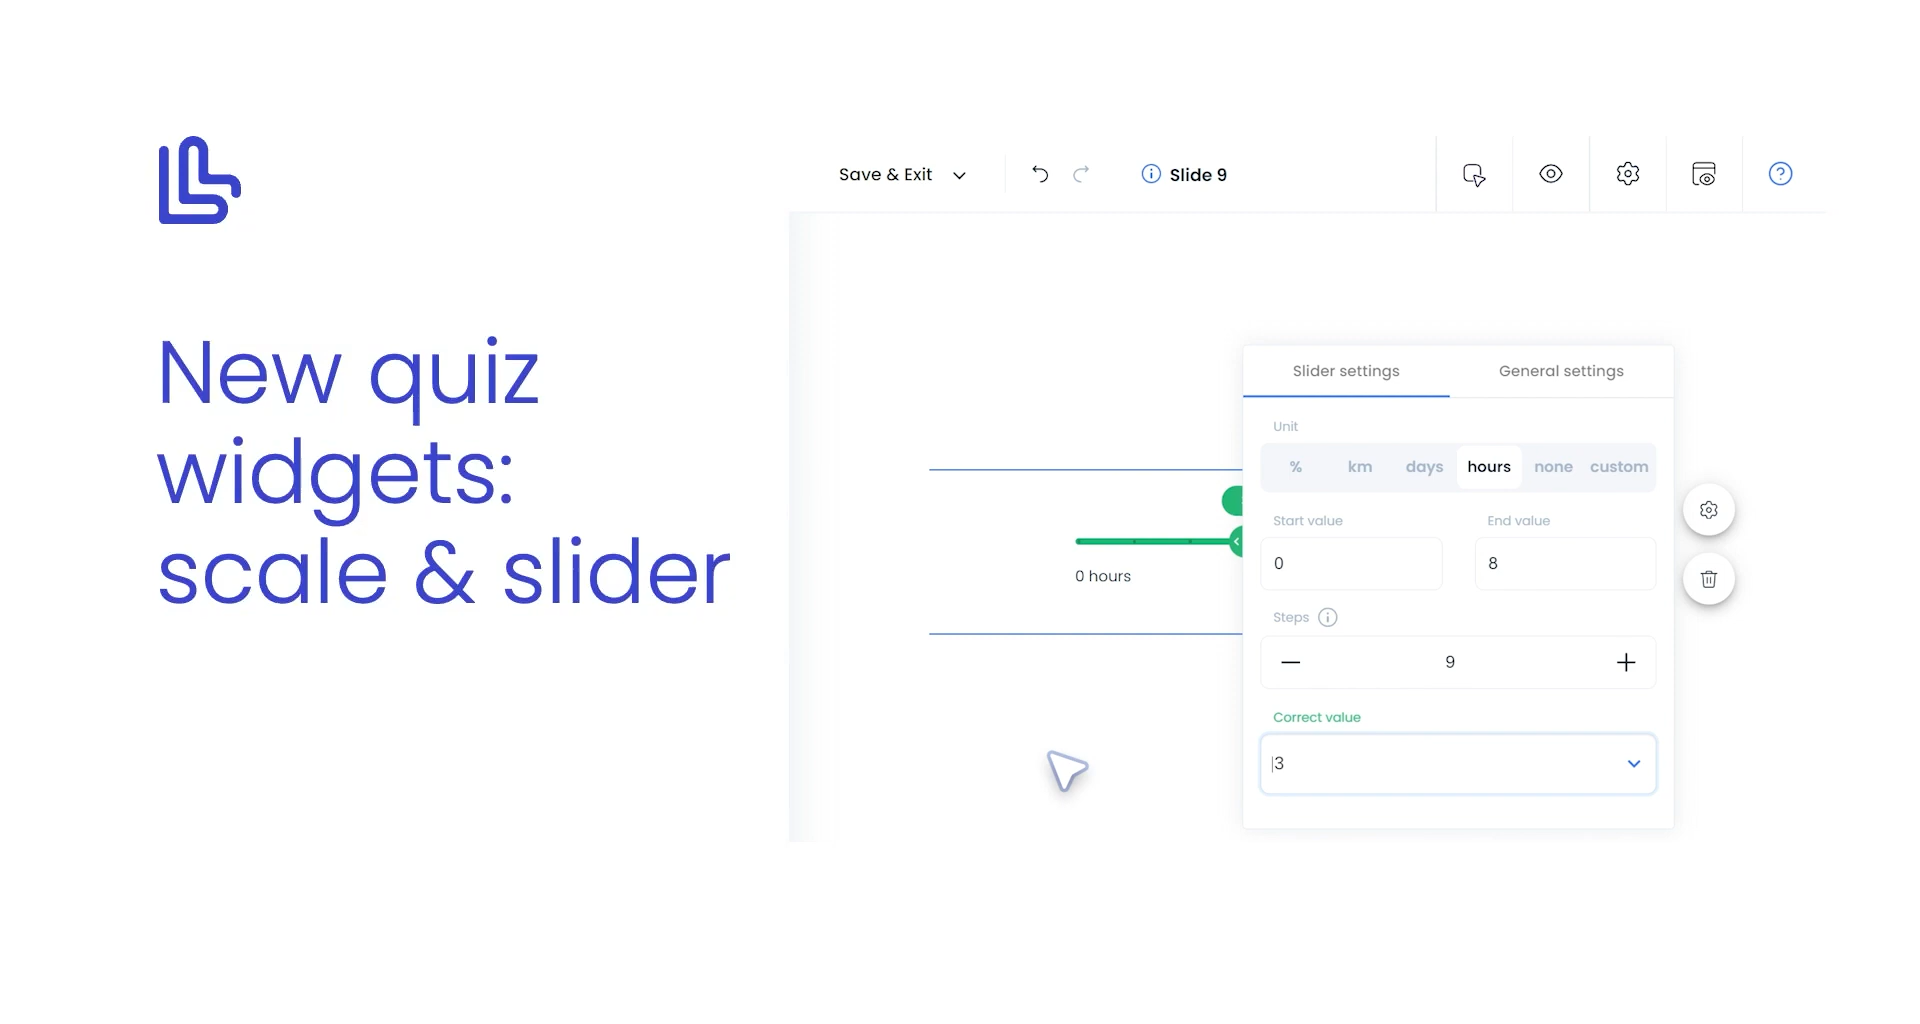 New quiz
widgets:
scale & slider
Save & Exit
Slide 9
Slider settings
General settings
Unit
% km days hours none custom
Start value
End value
0
8
Steps
9
Correct value
3
0 hours